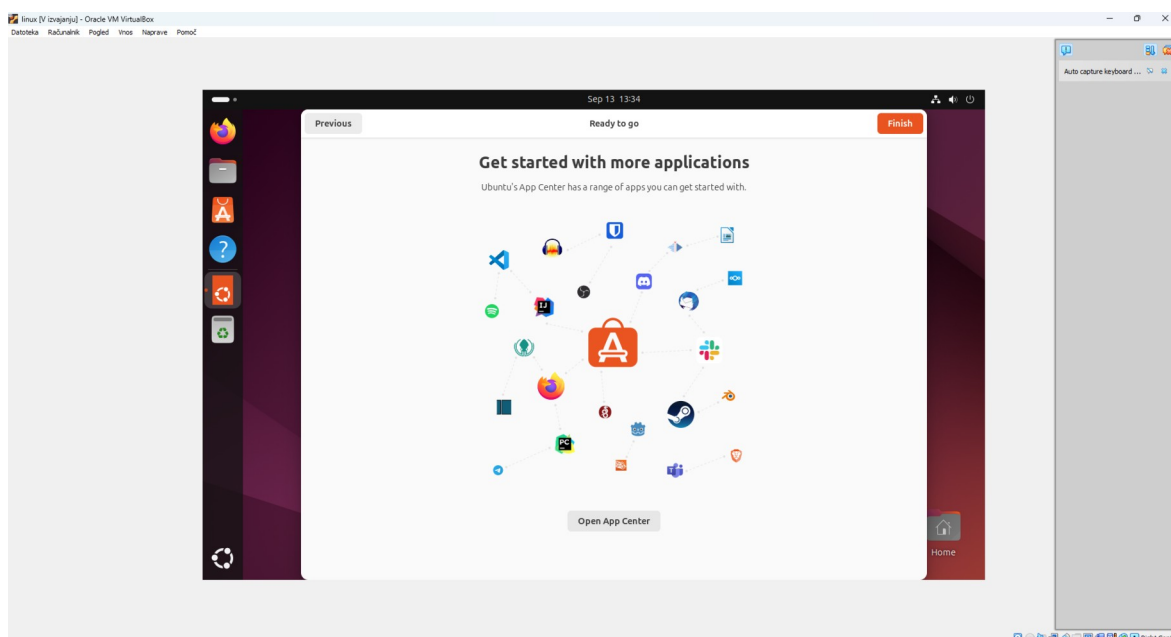 linux [V izvajanju] - Oracle VM VirtualBox
Datoteka Računalnik Pogled Vnos Naprave Pomoč
Auto capture keyboard ...
Sep 13 13:34
Previous
Ready to go
Finish
Get started with more applications
Ubuntu's App Center has a range of apps you can get started with.
IJ
PC
Open App Center
Home